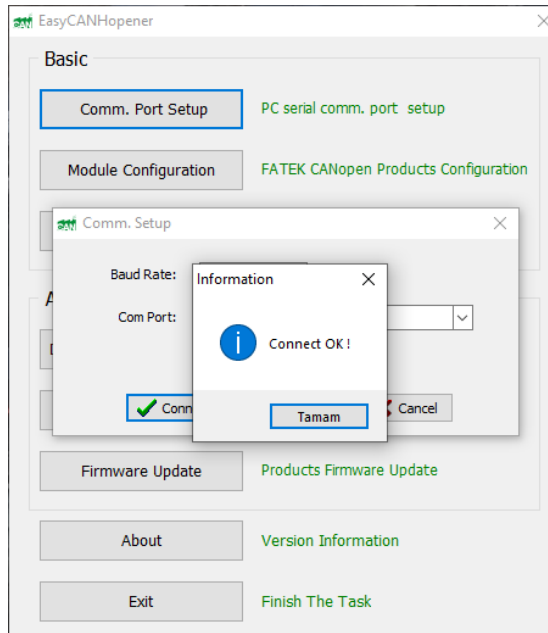 EasyCANHopener
Basic
Comm. Port Setup
PC serial comm. port setup
Module Configuration
FATEK CANopen Products Configuration
Comm. Setup
Baud Rate:
Information
Com Port:
Connect OK !
Tamam
Cancel
Firmware Update
Products Firmware Update
About
Version Information
Exit
Finish The Task